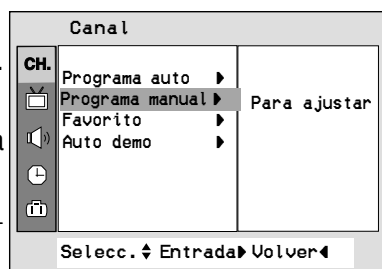 Canal
CH.
Programa auto
Programa manual
Para ajustar
Favorito
Auto demo
Selecc. Entrada Volver